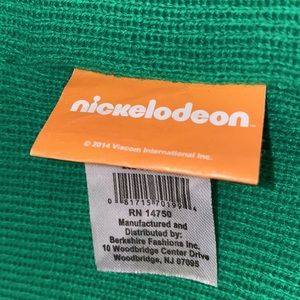 nickelodeon™
© 2014 Viacom International Inc.
RN 14750
Manufactured and
Distributed by:
Berkshire Fashions Inc.
10 Woodbridge Center Drive
Woodbridge, NJ 07095